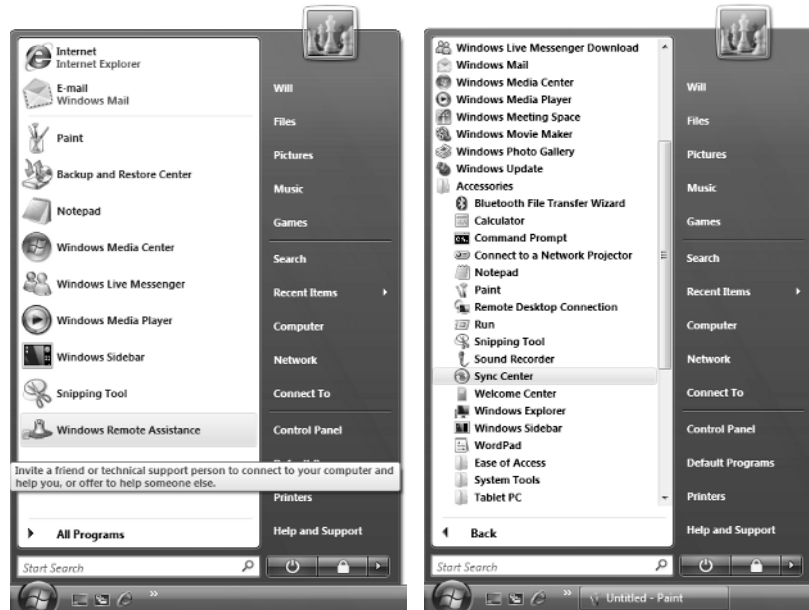 Internet
Internet Explorer
E-mail
Windows Mail
Paint
Backup and Restore Center
Notepad
Windows Media Center
Windows Live Messenger
Windows Media Player
Windows Sidebar
Snipping Tool
Windows Remote Assistance
Invite a friend or technical support person to connect to your computer and
help you, or offer to help someone else.
All Programs
Start Search
Will
Files
Pictures
Music
Games
Search
Recent Items
Computer
Network
Connect To
Control Panel
Printers
Help and Support
Windows Live Messenger Download
Windows Mail
Windows Media Center
Windows Media Player
Windows Meeting Space
Windows Movie Maker
Windows Photo Gallery
Windows Update
Accessories
Bluetooth File Transfer Wizard
Calculator
Command Prompt
Connect to a Network Projector
Notepad
Paint
Remote Desktop Connection
Run
Snipping Tool
Sound Recorder
Sync Center
Welcome Center
Windows Explorer
Windows Sidebar
WordPad
Ease of Access
System Tools
Tablet PC
Back
Start Search
Will
Files
Pictures
Music
Games
Search
Recent Items
Computer
Network
Connect To
Control Panel
Default Programs
Printers
Help and Support
Untitled - Paint